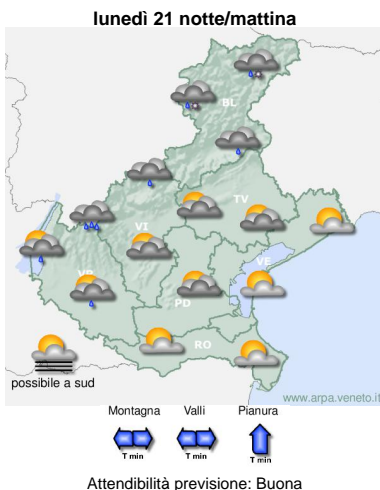 lunedì 21 notte/mattina
BL
TV
VI
VE
VR
PD
RO
possibile a sud
www.arpa.veneto.it
Montagna Valli Pianura
T min T min T min
Attendibilità previsione: Buona